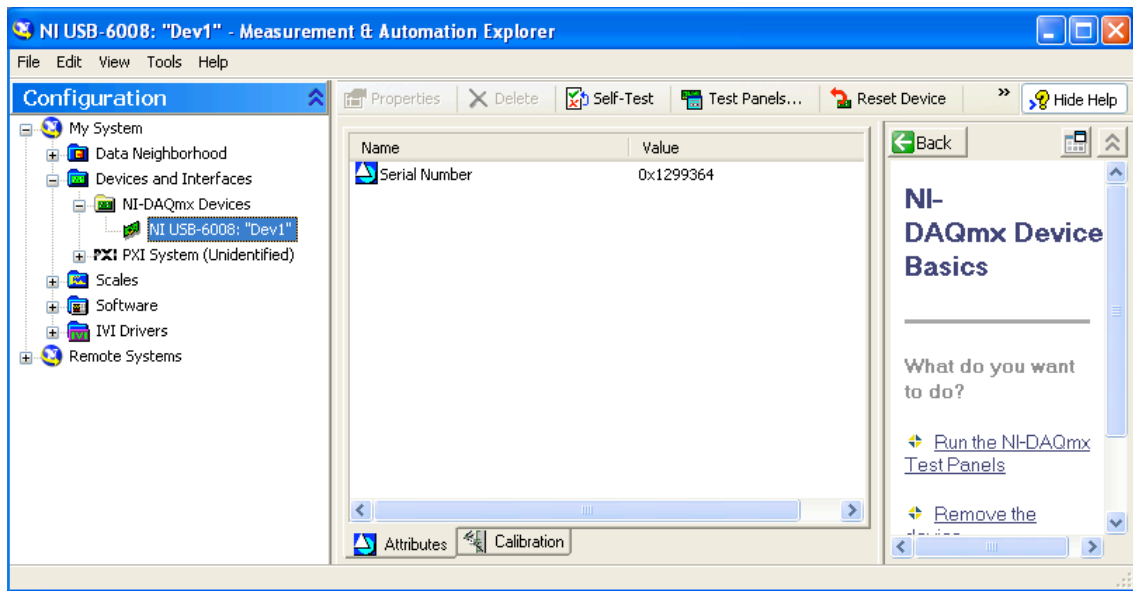 NI USB-6008: "Dev1" - Measurement & Automation Explorer
File Edit View Tools Help
Configuration
My System
Data Neighborhood
Devices and Interfaces
NI-DAQmx Devices
NI USB-6008: "Dev1"
PXI PXI System (Unidentified)
Scales
Software
IVI Drivers
Remote Systems
Properties Delete Self-Test Test Panels... Reset Device » Hide Help
Name Value
Serial Number 0x1299364
Attributes Calibration
Back
NI-
DAQmx Device
Basics
What do you want
to do?
Run the NI-DAQmx
Test Panels
Remove the